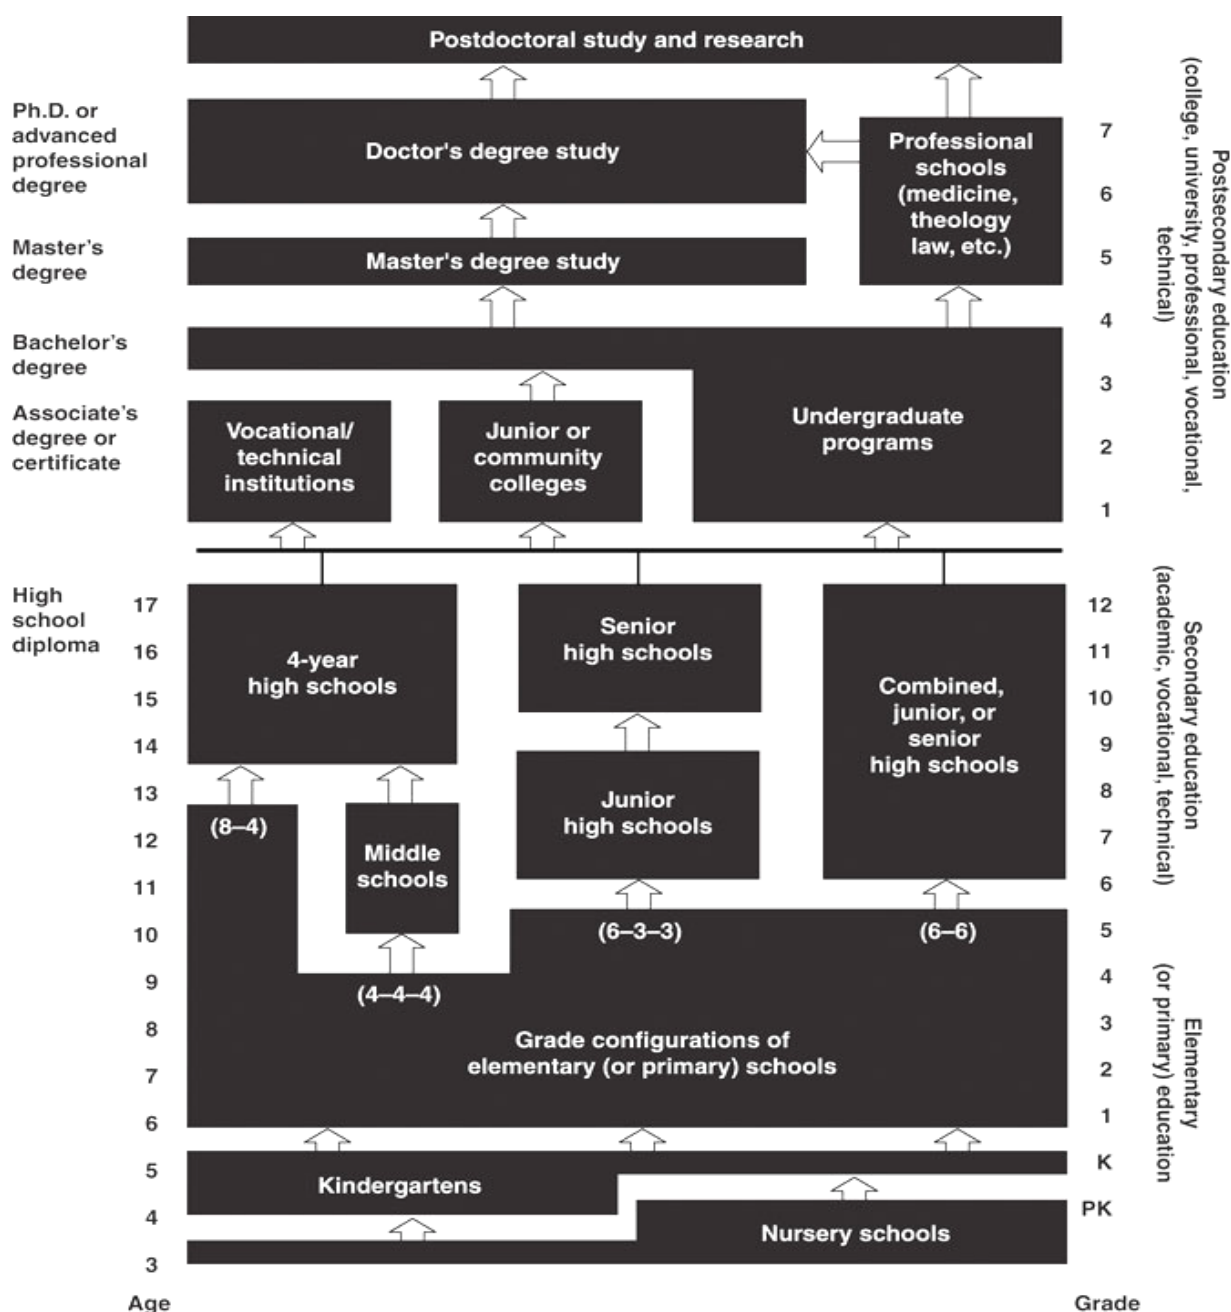 Postdoctoral study and research
Ph.D. or
advanced
professional
degree
Doctor's degree study
Professional
schools
(medicine,
theology
law, etc.)
7
6
Master's
degree
Master's degree study
5
4
Bachelor's
degree
3
Associate's
degree or
certificate
Vocational/
technical
institutions
Junior or
community
colleges
Undergraduate
programs
2
1
Postsecondary education
(college, university, professional, vocational,
technical)
High
school
diploma
17
16
15
14
13
12
11
10
9
8
7
6
5
4
3
Age
4-year
high schools
Senior
high schools
Combined,
junior, or
senior
high schools
Junior
high schools
(8–4)
Middle
schools
(6–3–3)
(6–6)
(4–4–4)
Grade configurations of
elementary (or primary) schools
Kindergartens
Nursery schools
12
11
10
9
8
7
6
5
4
3
2
1
K
PK
Grade
Secondary education
(academic, vocational, technical)
Elementary
(or primary) education